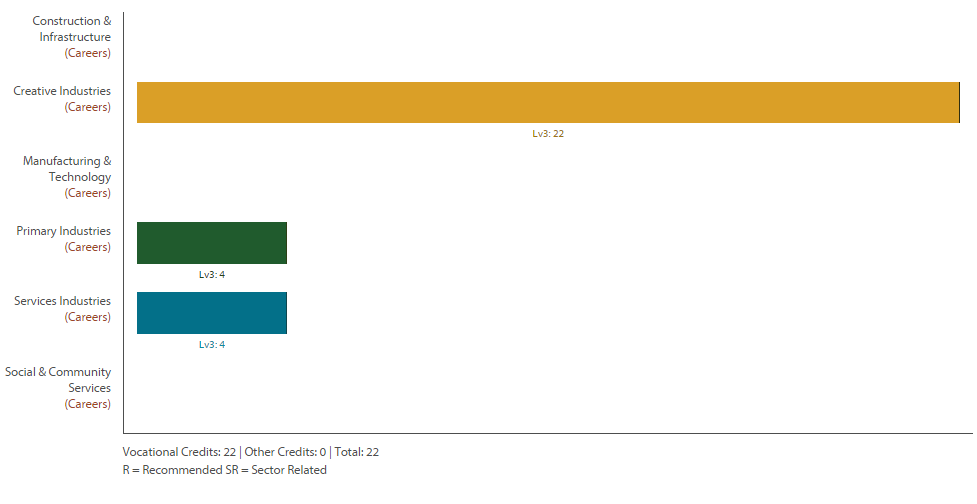 Construction &
Infrastructure
(Careers)
Creative Industries
(Careers)
Lv3: 22
Manufacturing &
Technology
(Careers)
Primary Industries
(Careers)
Lv3: 4
Services Industries
(Careers)
Lv3: 4
Social & Community
Services
(Careers)
Vocational Credits: 22 | Other Credits: 0 | Total: 22
R = Recommended SR = Sector Related